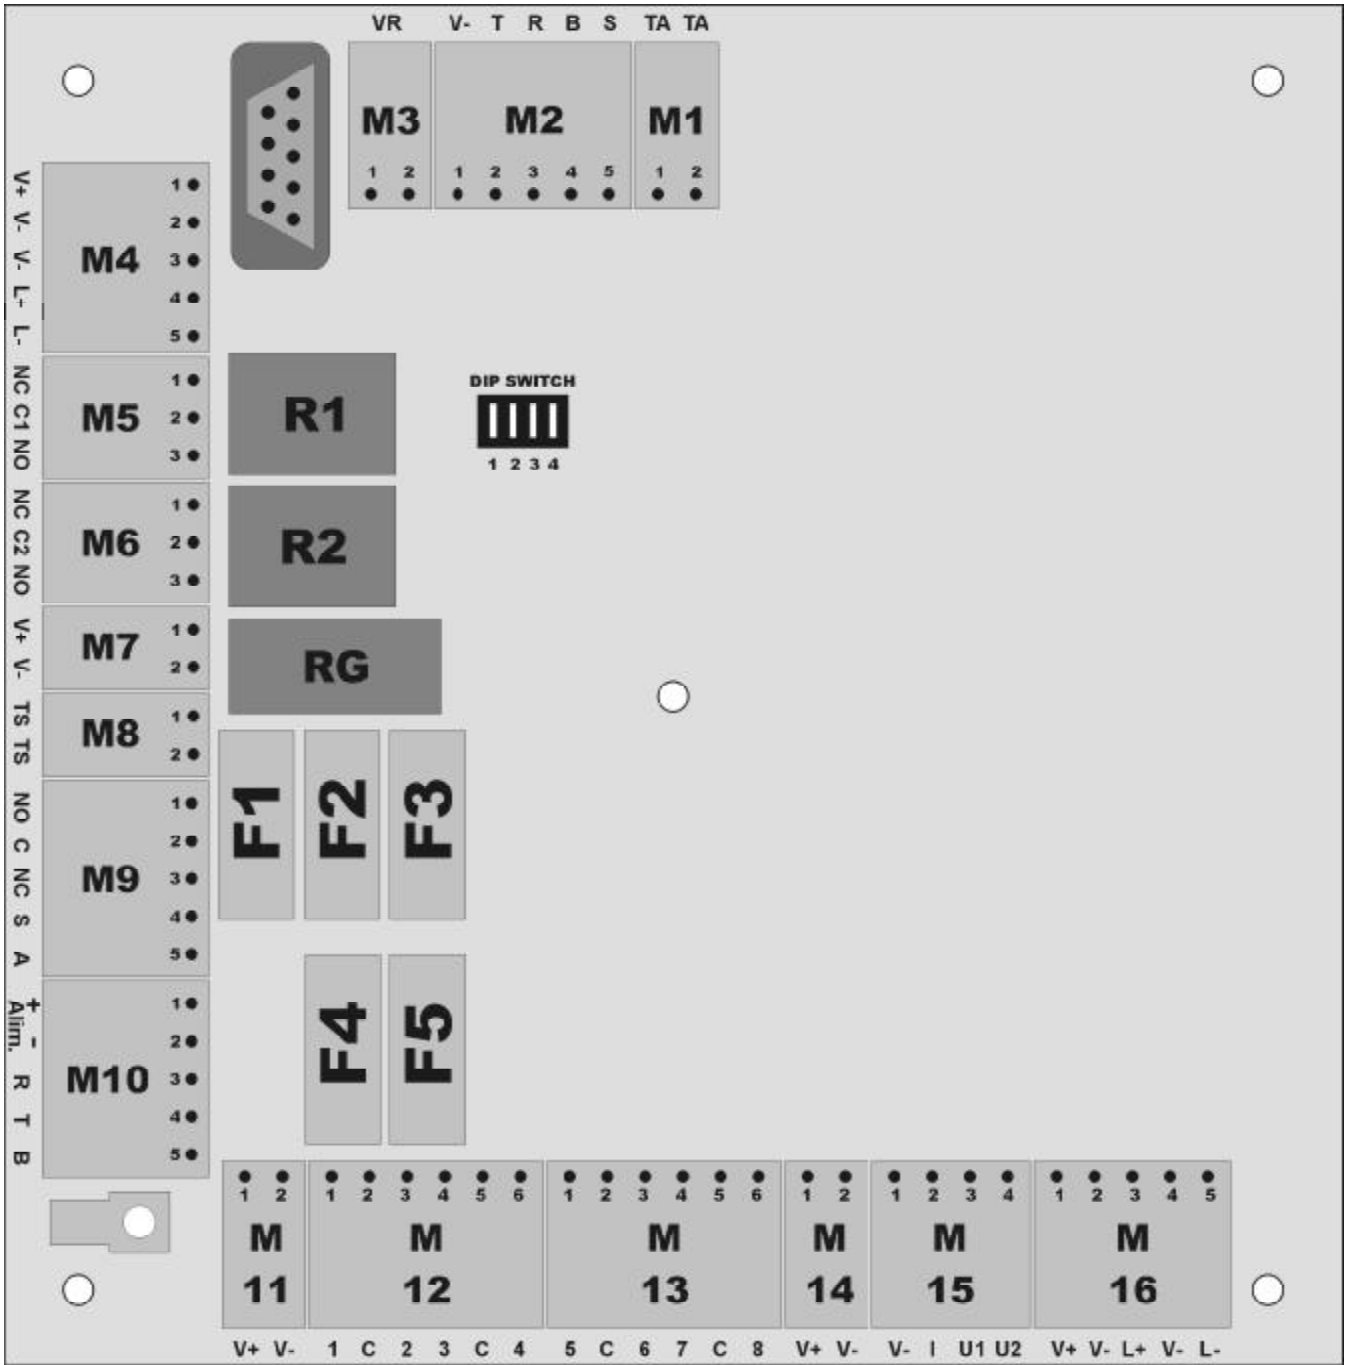 VR V- T R B S TA TA
M3 M2 M1
1 2 1 2 3 4 5 1 2
V+ V- V- L+ L-
M4
1
2
3
4
5
NC C1 NO
M5
1
2
3
R1
DIP SWITCH
1 2 3 4
NC C2 NO
M6
1
2
3
R2
V+ V-
M7
1
2
RG
TS TS
M8
1
2
F1 F2 F3
NO C NC S A
M9
1
2
3
4
5
F4 F5
+ Alim. - R T B
M10
1
2
3
4
5
1 2 1 2 3 4 5 6 1 2 3 4 5 6 1 2 1 2 3 4 1 2 3 4 5
M M M M M M
11 12 13 14 15 16
V+ V- 1 C 2 3 C 4 5 C 6 7 C 8 V+ V- V- I U1 U2 V+ V- L+ V- L-